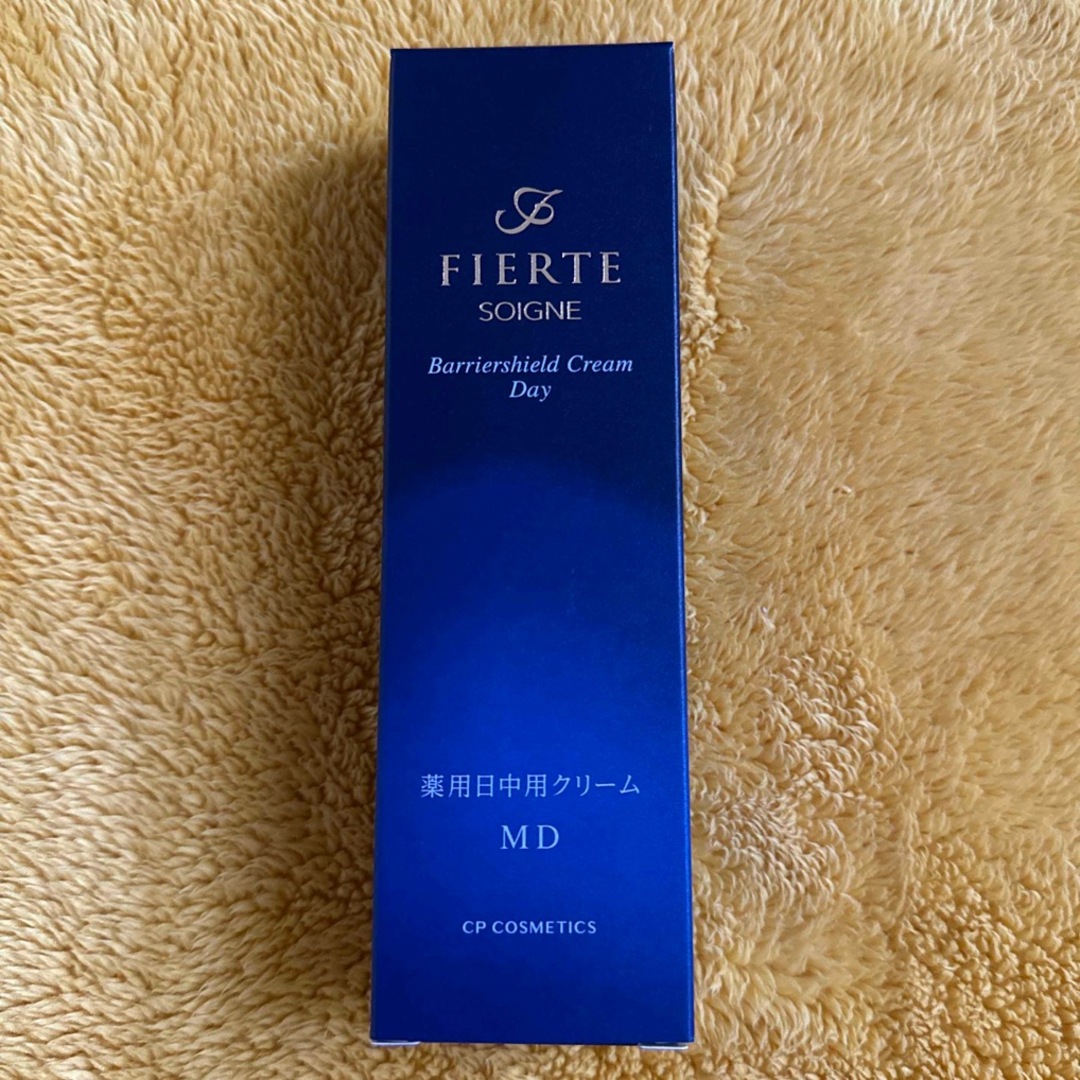 FIERTE
SOIGNE
Barriershield Cream
Day
薬用日中用クリーム
MD
CP COSMETICS